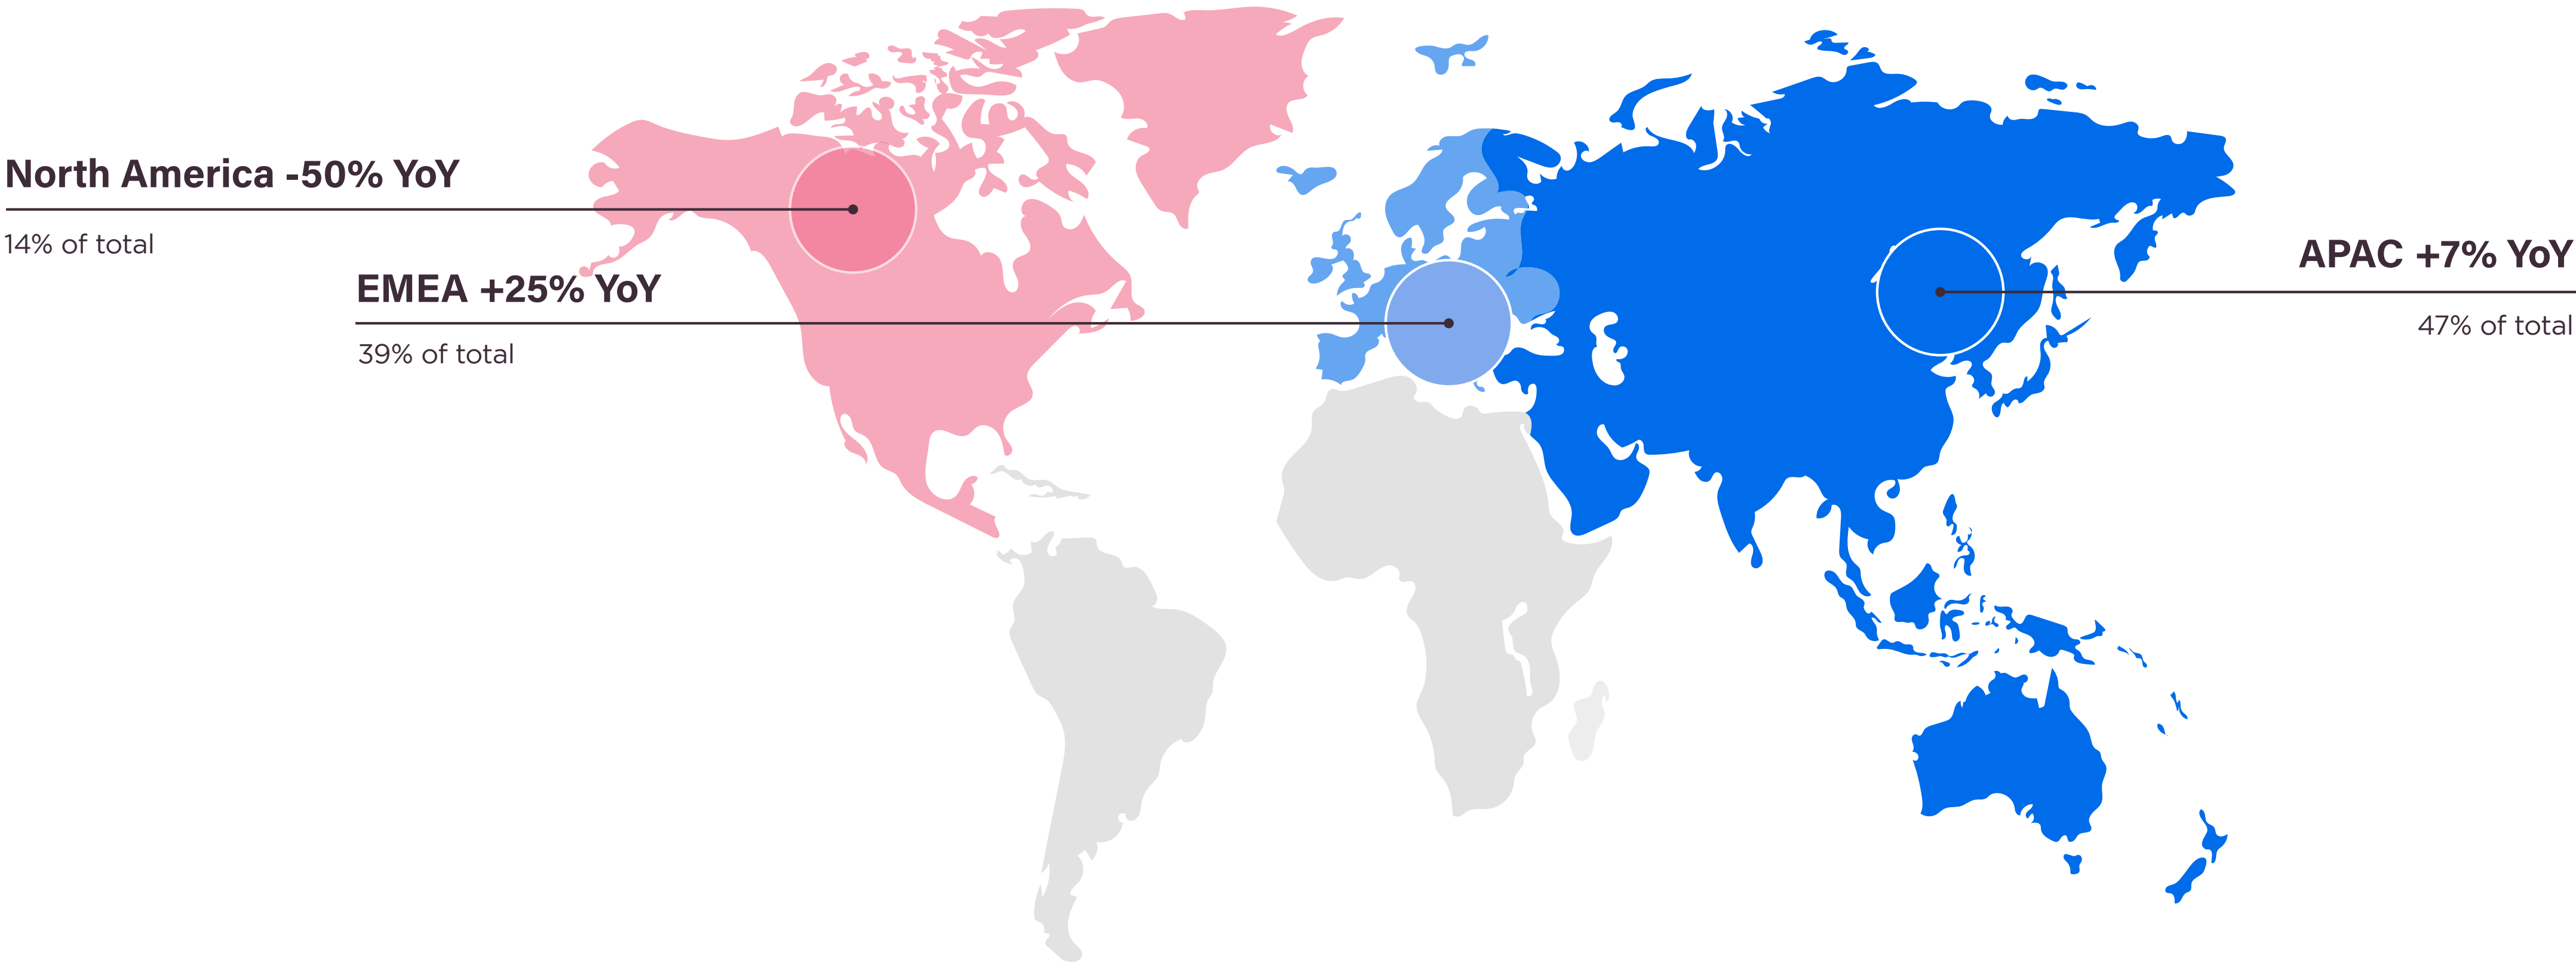 North America -50% YoY
14% of total
EMEA +25% YoY
39% of total
APAC +7% YoY
47% of total